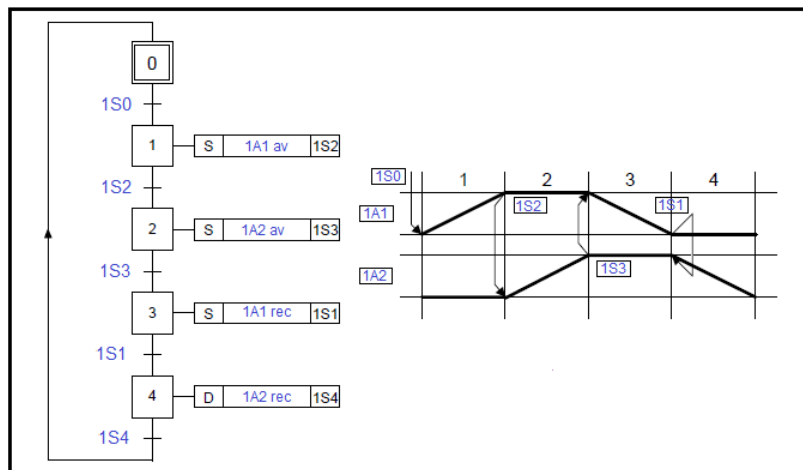 0
1S0
1
S 1A1 av 1S2
1S2
2
S 1A2 av 1S3
1S3
3
S 1A1 rec 1S1
1S1
4
D 1A2 rec 1S4
1S4
1S0 1 2 3 4
1S2 1S1
1A1
1S3
1A2